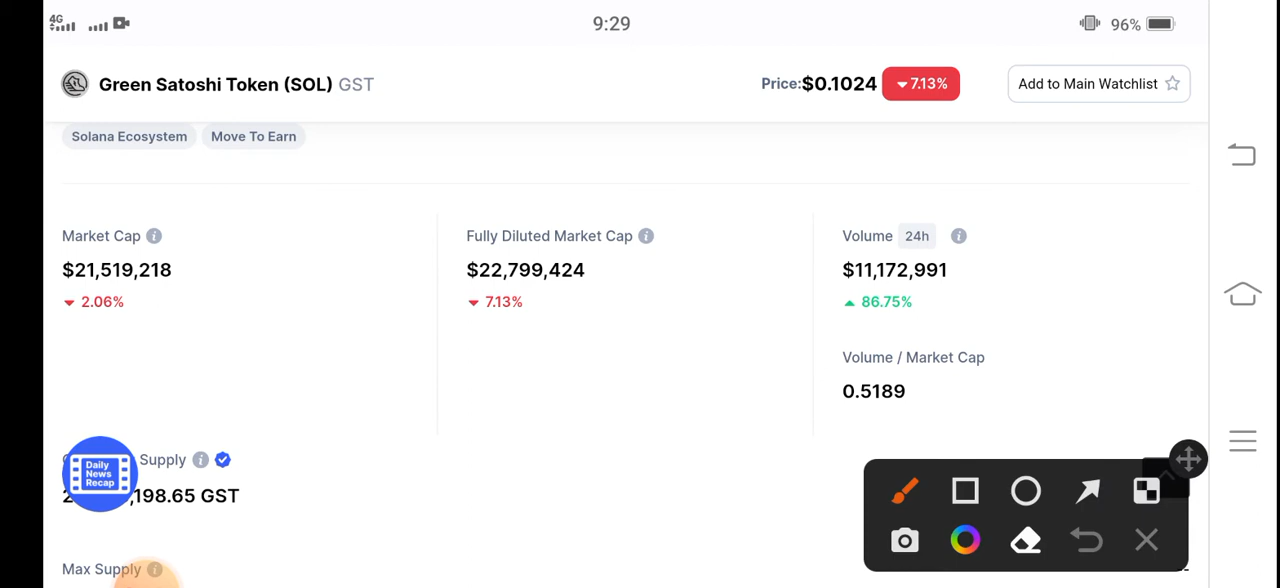 4G 9:29 96%
Green Satoshi Token (SOL) GST Price:$0.1024 7.13% Add to Main Watchlist
Solana Ecosystem Move To Earn
Market Cap Fully Diluted Market Cap Volume 24h
$21,519,218 $22,799,424 $11,172,991
2.06% 7.13% 86.75%
Volume / Market Cap
0.5189
Supply
Daily
News
Recap
,198.65 GST
Max Supply